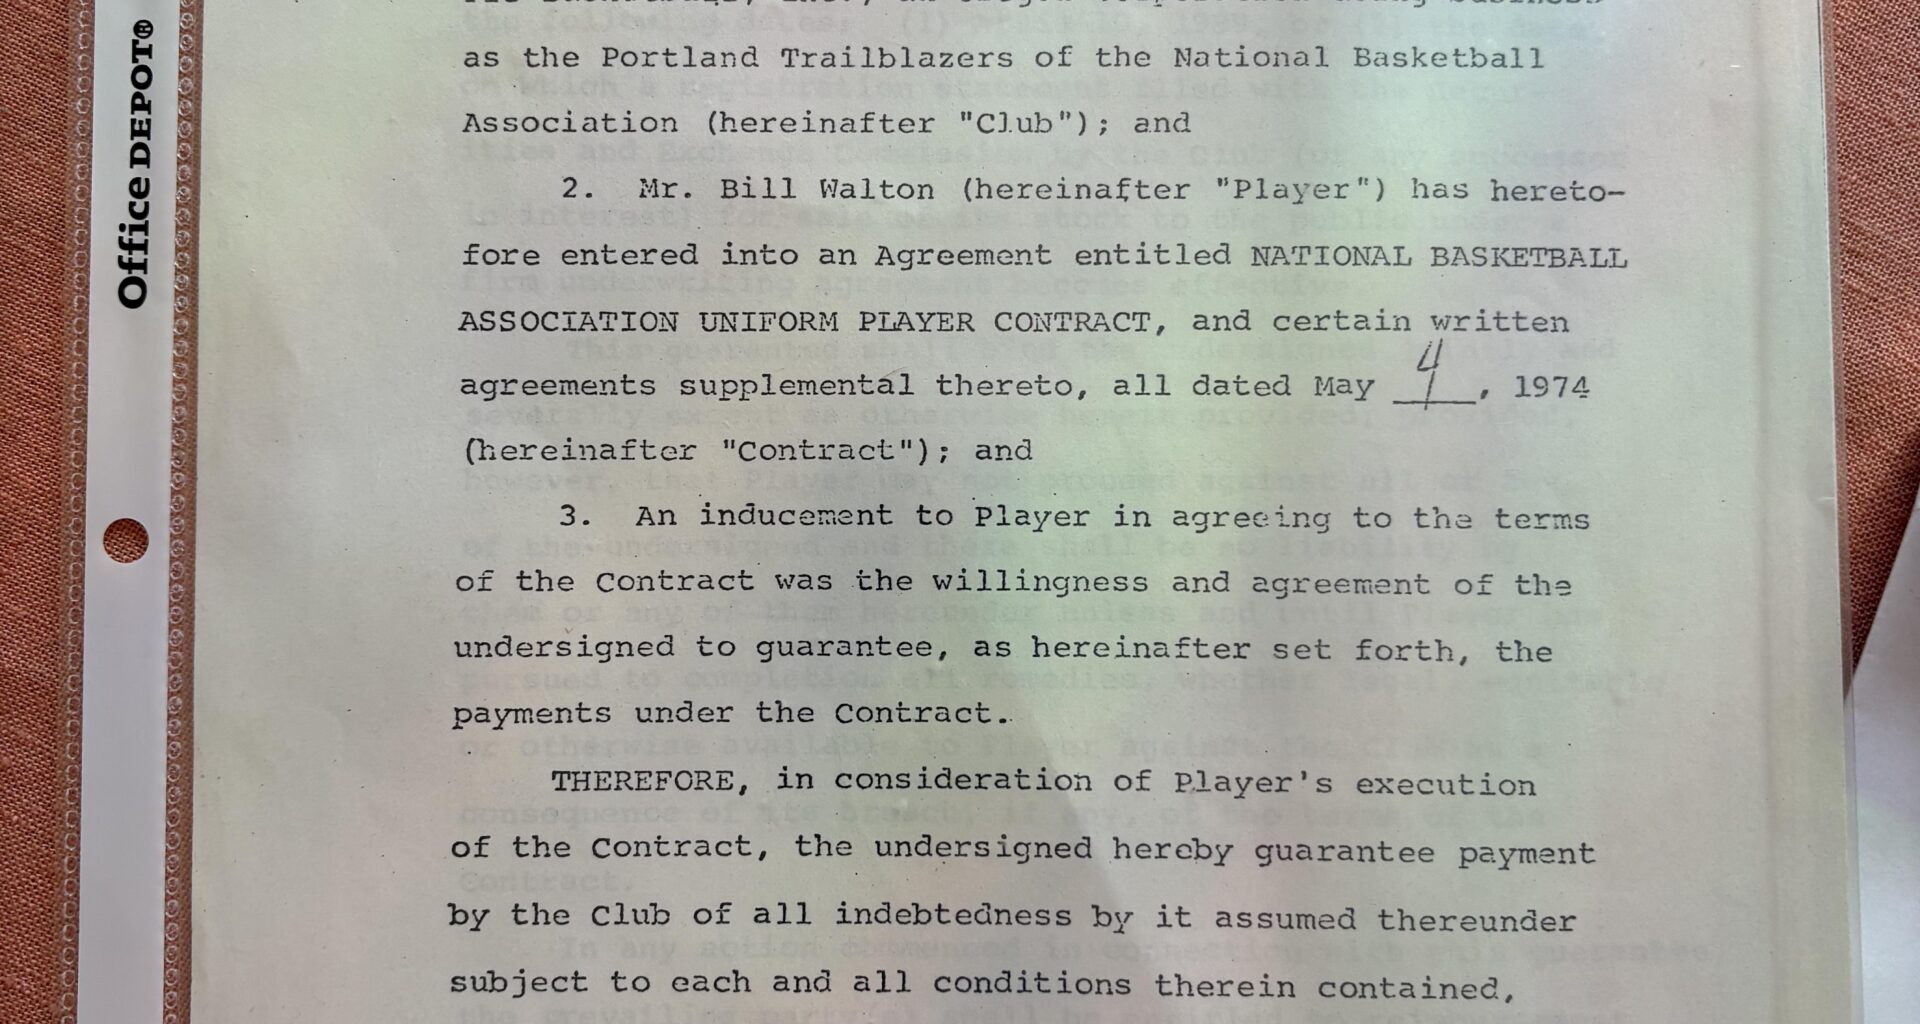 Office DEPOT®
as the Portland Trailblazers of the National Basketball
Association (hereinafter "Club"); and
2. Mr. Bill Walton (hereinafter "Player") has hereto-
fore entered into an Agreement entitled NATIONAL BASKETBALL
ASSOCIATION UNIFORM PLAYER CONTRACT, and certain written
agreements supplemental thereto, all dated May 4, 1974
(hereinafter "Contract"); and
3. An inducement to Player in agreeing to the terms
of the Contract was the willingness and agreement of the
undersigned to guarantee, as hereinafter set forth, the
payments under the Contract.
THEREFORE, in consideration of Player's execution
of the Contract, the undersigned hereby guarantee payment
by the Club of all indebtedness by it assumed thereunder
subject to each and all conditions therein contained,